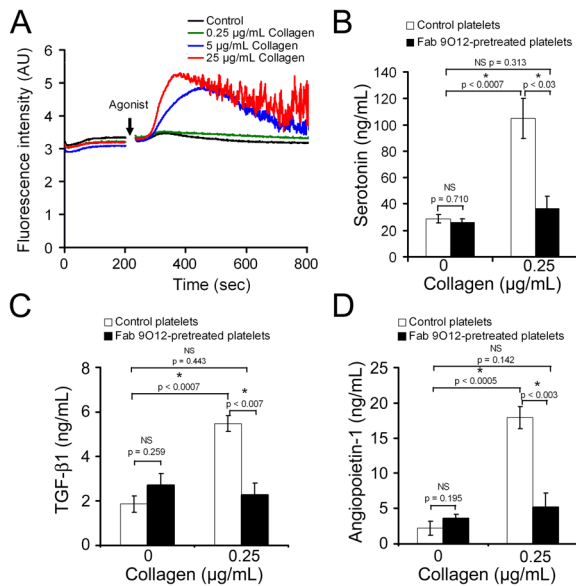 A
Control
0.25 µg/mL Collagen
5 µg/mL Collagen
25 µg/mL Collagen
Fluorescence intensity (AU)
6
5
4
3
2
1
0
Agonist
0 200 400 600 800
Time (sec)
B
Control platelets
Fab 9O12-pretreated platelets
Serotonin (ng/mL)
140
120
100
80
60
40
20
0
NS p = 0.313
* *
p < 0.0007 p < 0.03
NS
p = 0.710
0 0.25
Collagen (µg/mL)
C
Control platelets
Fab 9O12-pretreated platelets
TGF-β1 (ng/mL)
8
6
4
2
0
NS
p = 0.443
*
p < 0.0007
*
p < 0.007
NS
p = 0.259
0 0.25
Collagen (µg/mL)
D
Control platelets
Fab 9O12-pretreated platelets
Angiopoietin-1 (ng/mL)
25
20
15
10
5
0
NS
p = 0.142
*
p < 0.0005
*
p < 0.003
NS
p = 0.195
0 0.25
Collagen (µg/mL)